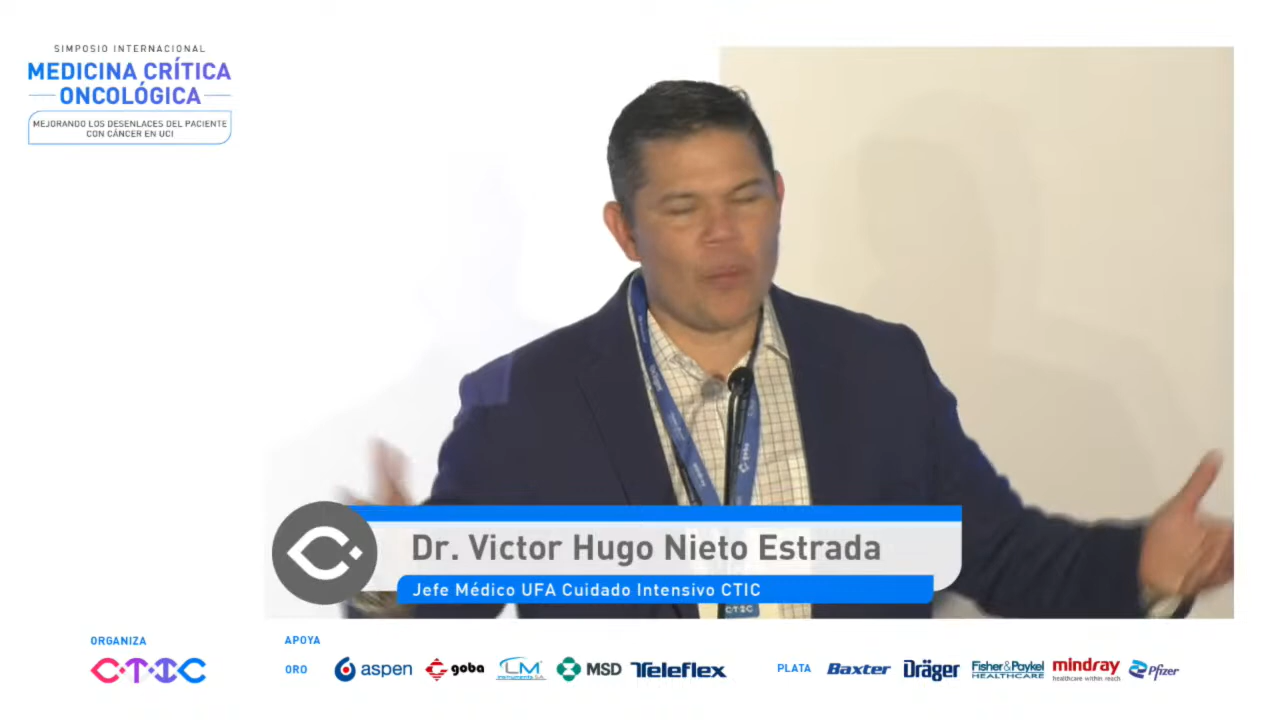 SIMPOSIO INTERNACIONAL
MEDICINA CRÍTICA
ONCOLÓGICA
MEJORANDO LOS DESENLACES DEL PACIENTE
CON CÁNCER EN UCI
Dr. Victor Hugo Nieto Estrada
Jefe Médico UFA Cuidado Intensivo CTIC
CTIC
ORGANIZA
CTIC
APOYA
ORO
aspen
goba
LM
MSD
Teleflex
PLATA
Baxter
Dräger
Fisher & Paykel
HEALTHCARE
mindray
healthcare within reach
Pfizer